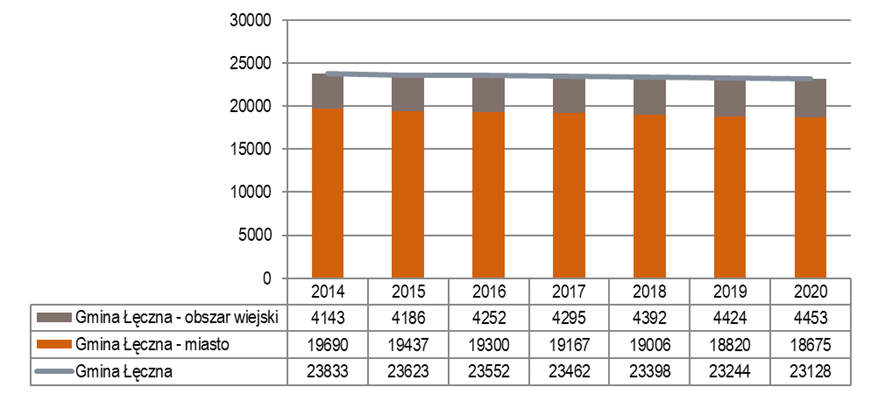 30000
25000
20000
15000
10000
5000
0
2014 2015 2016 2017 2018 2019 2020
Gmina Łęczna - obszar wiejski 4143 4186 4252 4295 4392 4424 4453
Gmina Łęczna - miasto 19690 19437 19300 19167 19006 18820 18675
Gmina Łęczna 23833 23623 23552 23462 23398 23244 23128